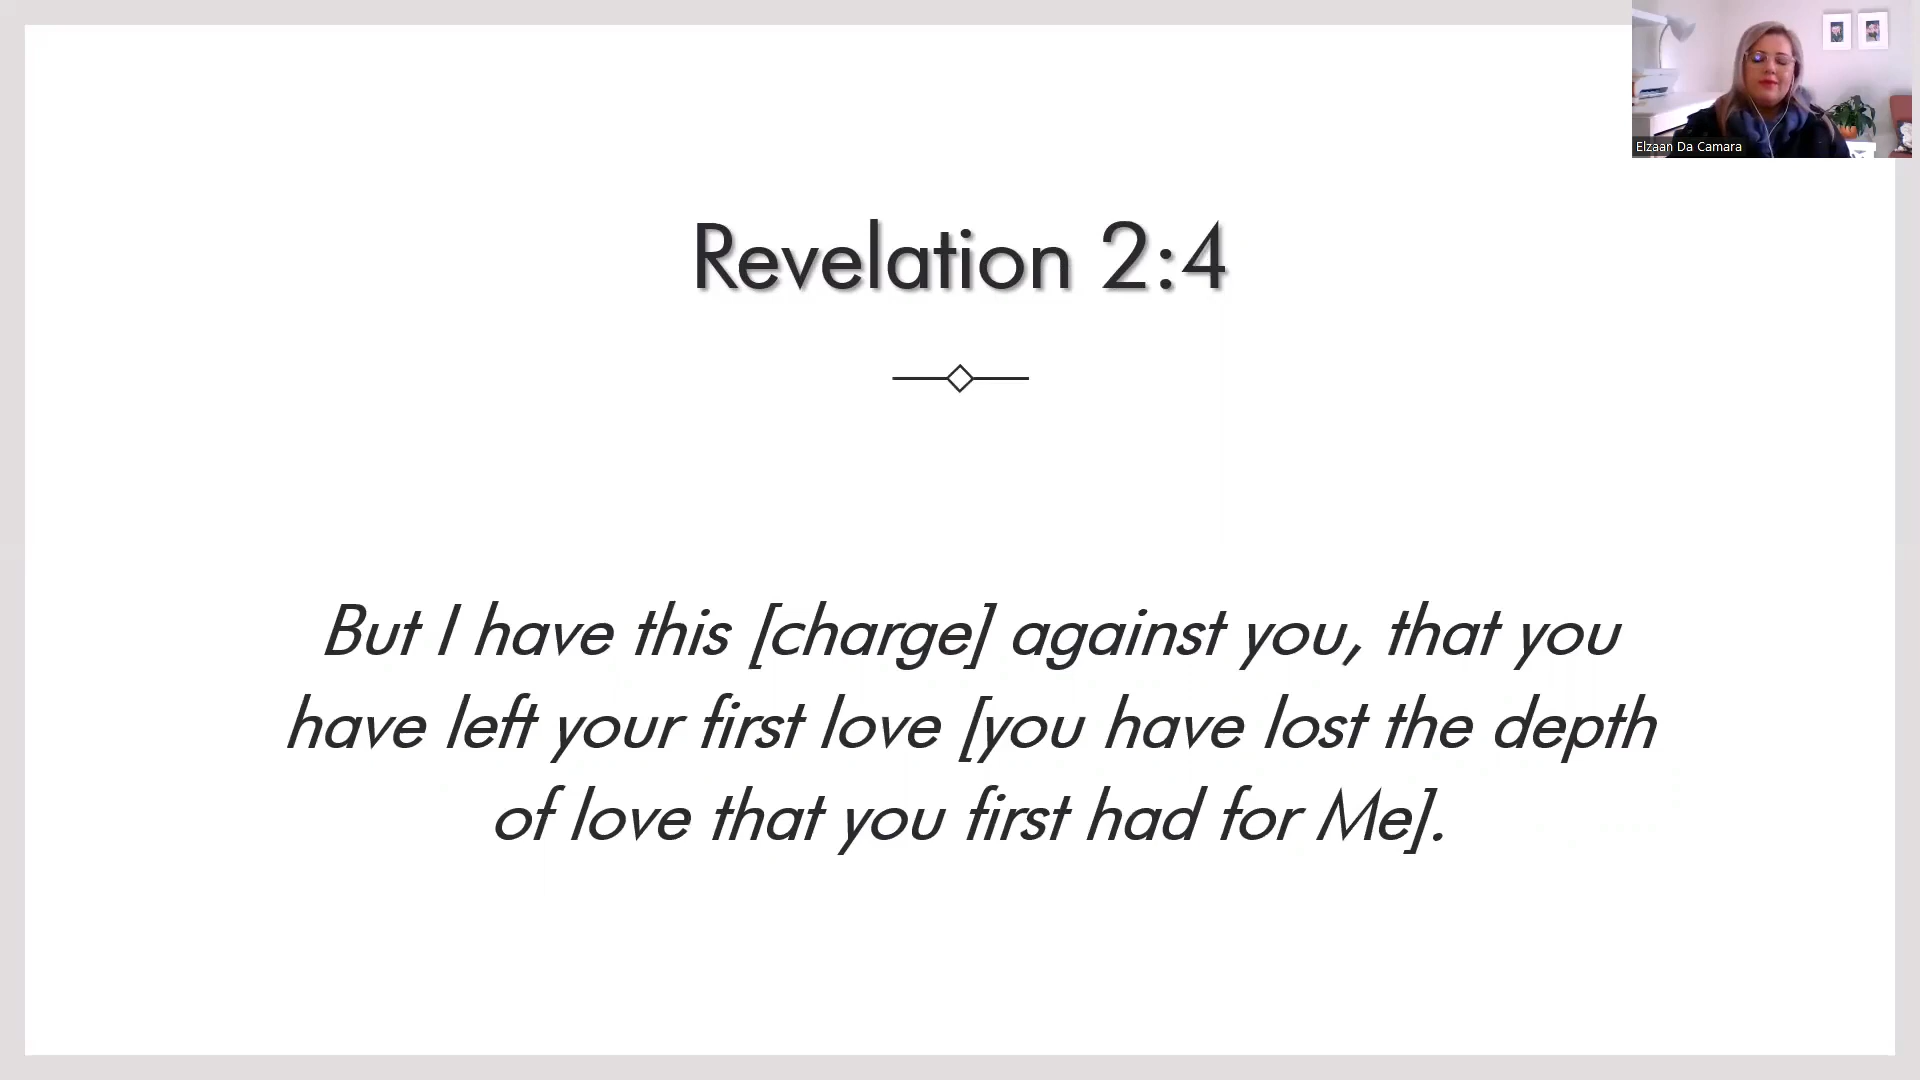 Elzaan Da Camara
Revelation 2:4
But I have this [charge] against you, that you
have left your first love [you have lost the depth
of love that you first had for Me].